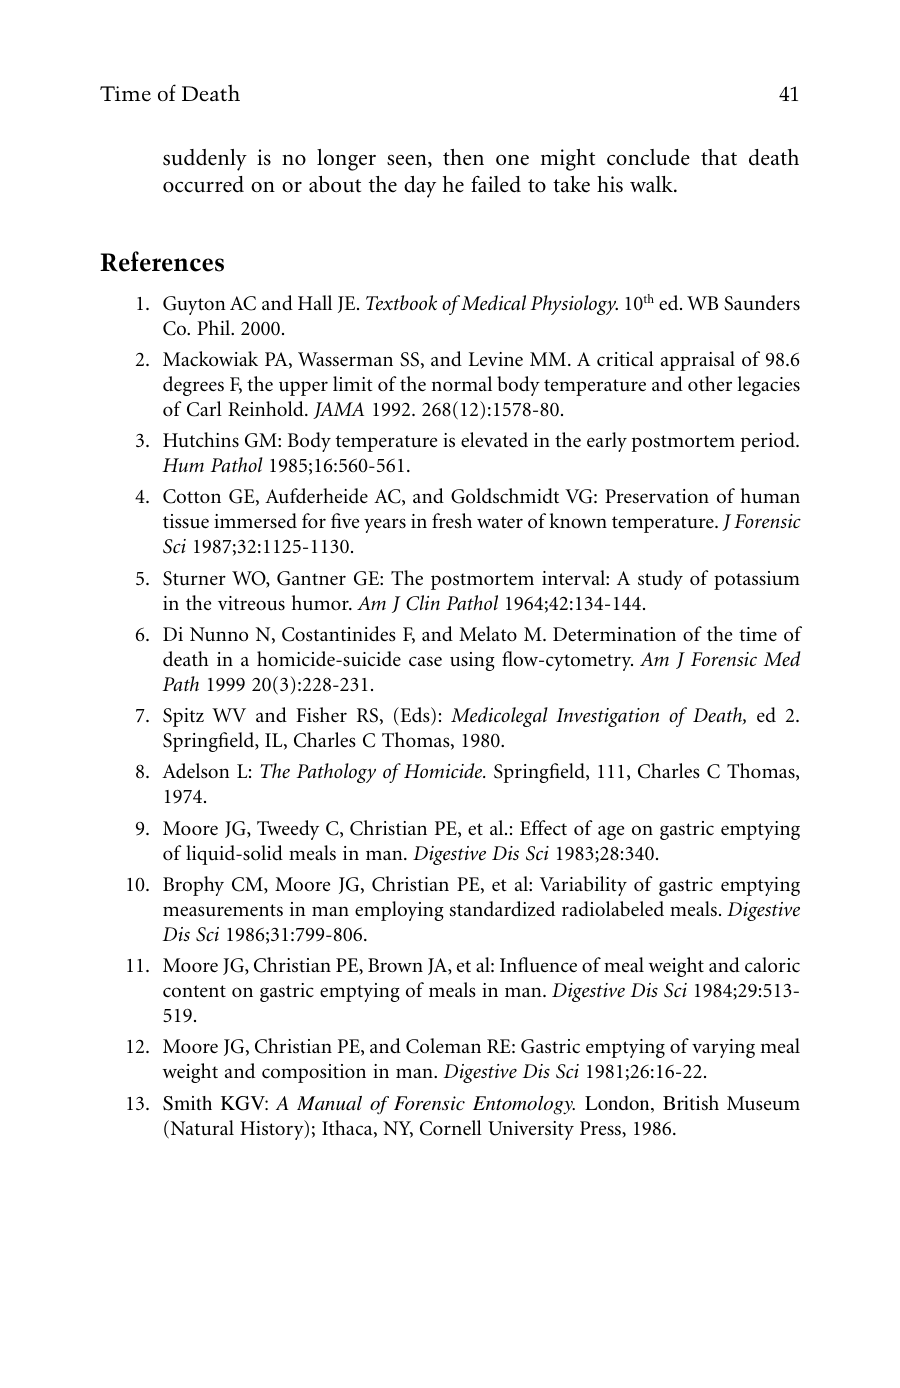 Time of Death 41
suddenly is no longer seen, then one might conclude that death
occurred on or about the day he failed to take his walk.
References
1. Guyton AC and Hall JE. Textbook of Medical Physiology. 10th ed. WB Saunders
Co. Phil. 2000.
2. Mackowiak PA, Wasserman SS, and Levine MM. A critical appraisal of 98.6
degrees F, the upper limit of the normal body temperature and other legacies
of Carl Reinhold. JAMA 1992. 268(12):1578-80.
3. Hutchins GM: Body temperature is elevated in the early postmortem period.
Hum Pathol 1985;16:560-561.
4. Cotton GE, Aufderheide AC, and Goldschmidt VG: Preservation of human
tissue immersed for five years in fresh water of known temperature. J Forensic
Sci 1987;32:1125-1130.
5. Sturner WO, Gantner GE: The postmortem interval: A study of potassium
in the vitreous humor. Am J Clin Pathol 1964;42:134-144.
6. Di Nunno N, Costantinides F, and Melato M. Determination of the time of
death in a homicide-suicide case using flow-cytometry. Am J Forensic Med
Path 1999 20(3):228-231.
7. Spitz WV and Fisher RS, (Eds): Medicolegal Investigation of Death, ed 2.
Springfield, IL, Charles C Thomas, 1980.
8. Adelson L: The Pathology of Homicide. Springfield, 111, Charles C Thomas,
1974.
9. Moore JG, Tweedy C, Christian PE, et al.: Effect of age on gastric emptying
of liquid-solid meals in man. Digestive Dis Sci 1983;28:340.
10. Brophy CM, Moore JG, Christian PE, et al: Variability of gastric emptying
measurements in man employing standardized radiolabeled meals. Digestive
Dis Sci 1986;31:799-806.
11. Moore JG, Christian PE, Brown JA, et al: Influence of meal weight and caloric
content on gastric emptying of meals in man. Digestive Dis Sci 1984;29:513-
519.
12. Moore JG, Christian PE, and Coleman RE: Gastric emptying of varying meal
weight and composition in man. Digestive Dis Sci 1981;26:16-22.
13. Smith KGV: A Manual of Forensic Entomology. London, British Museum
(Natural History); Ithaca, NY, Cornell University Press, 1986.